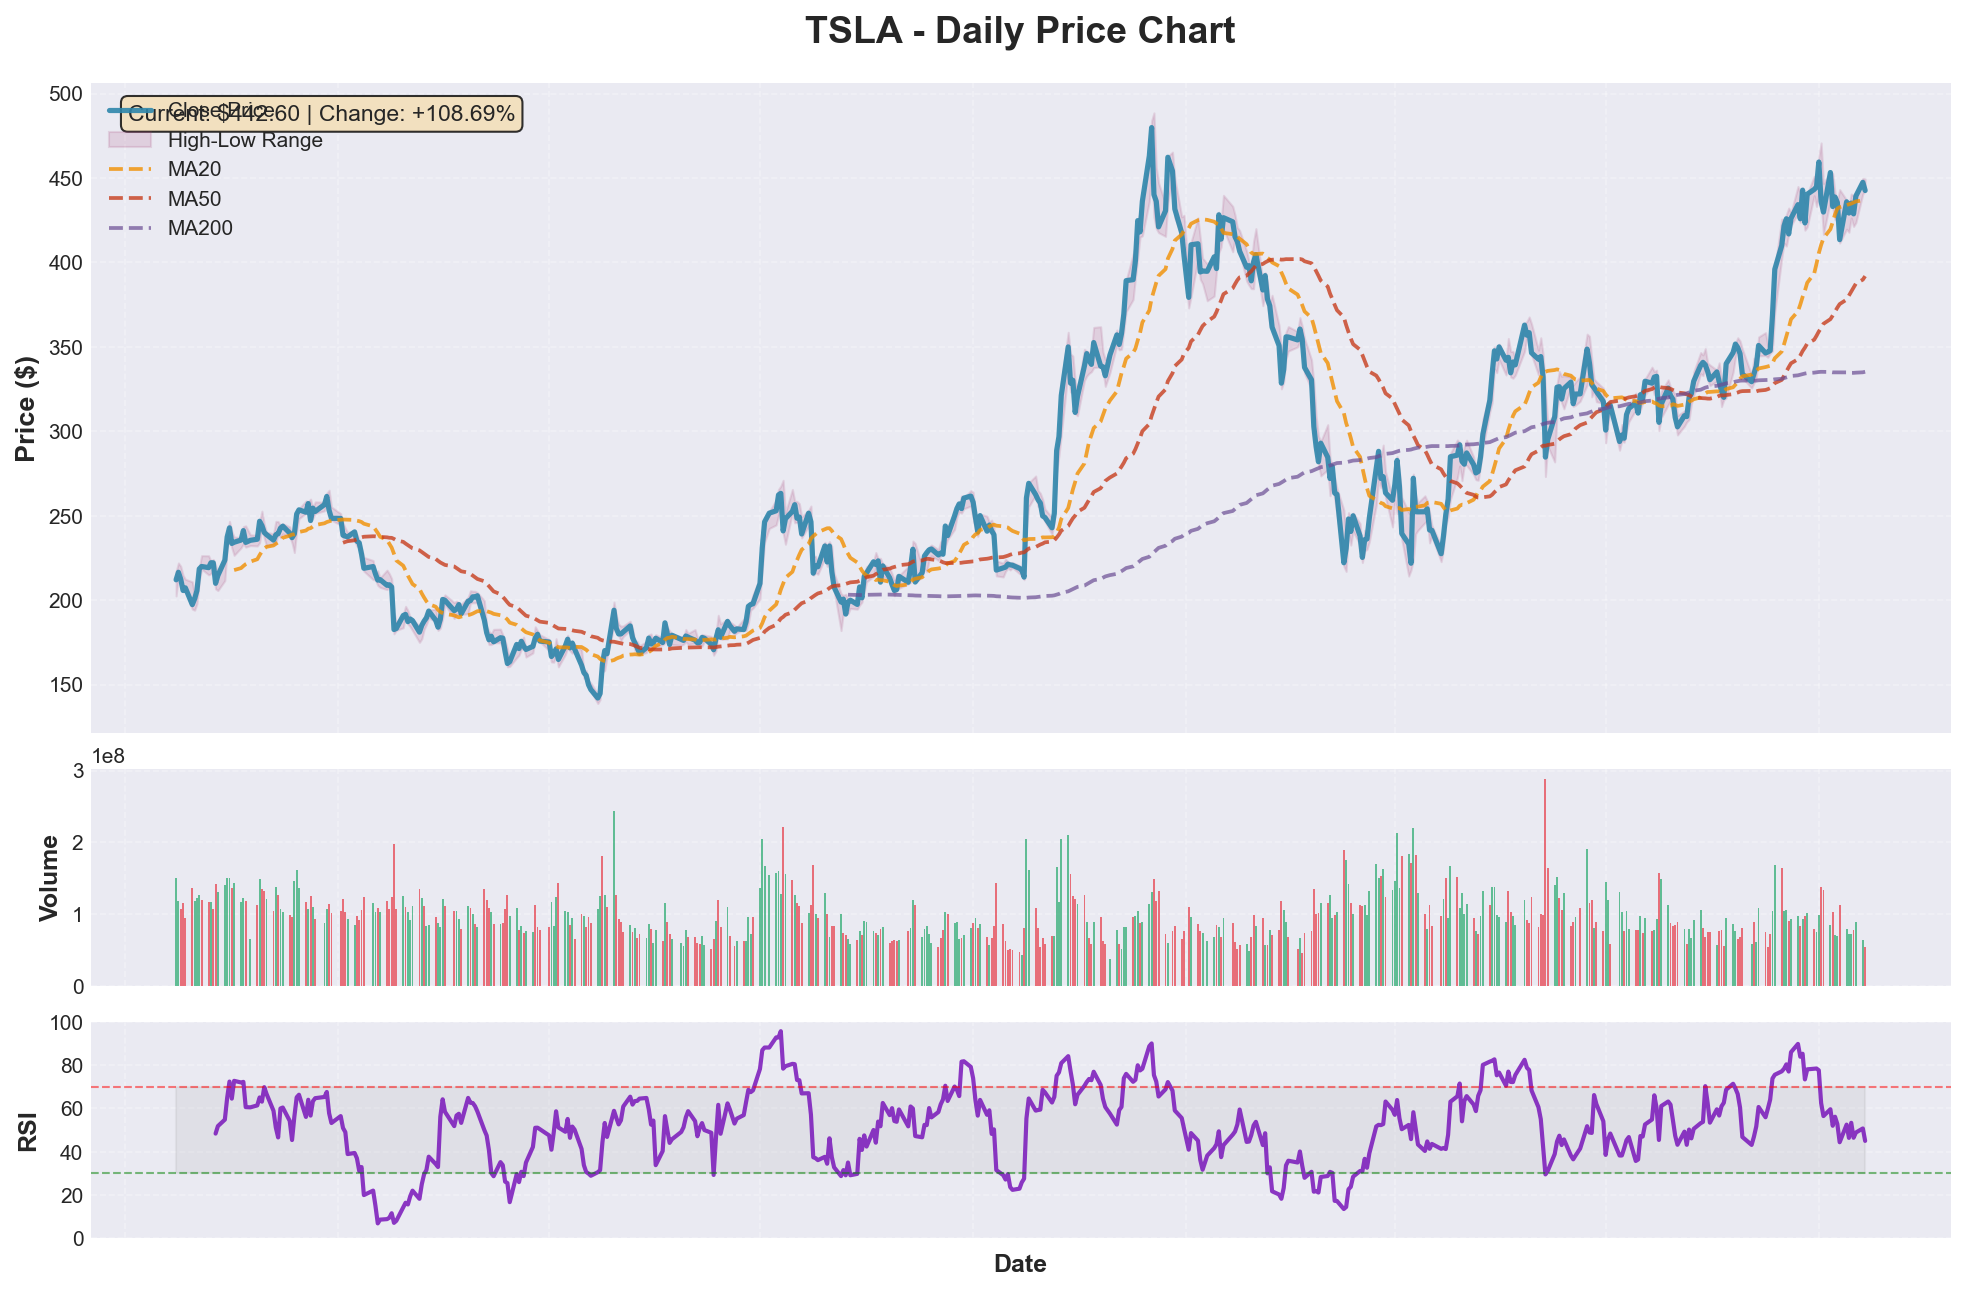 TSLA - Daily Price Chart
Price ($)
500
450
400
350
300
250
200
150
Current: $442.60 | Change: +108.69%
Close Price
High-Low Range
MA20
MA50
MA200
1e8
Volume
3
2
1
0
RSI
100
80
60
40
20
0
Date